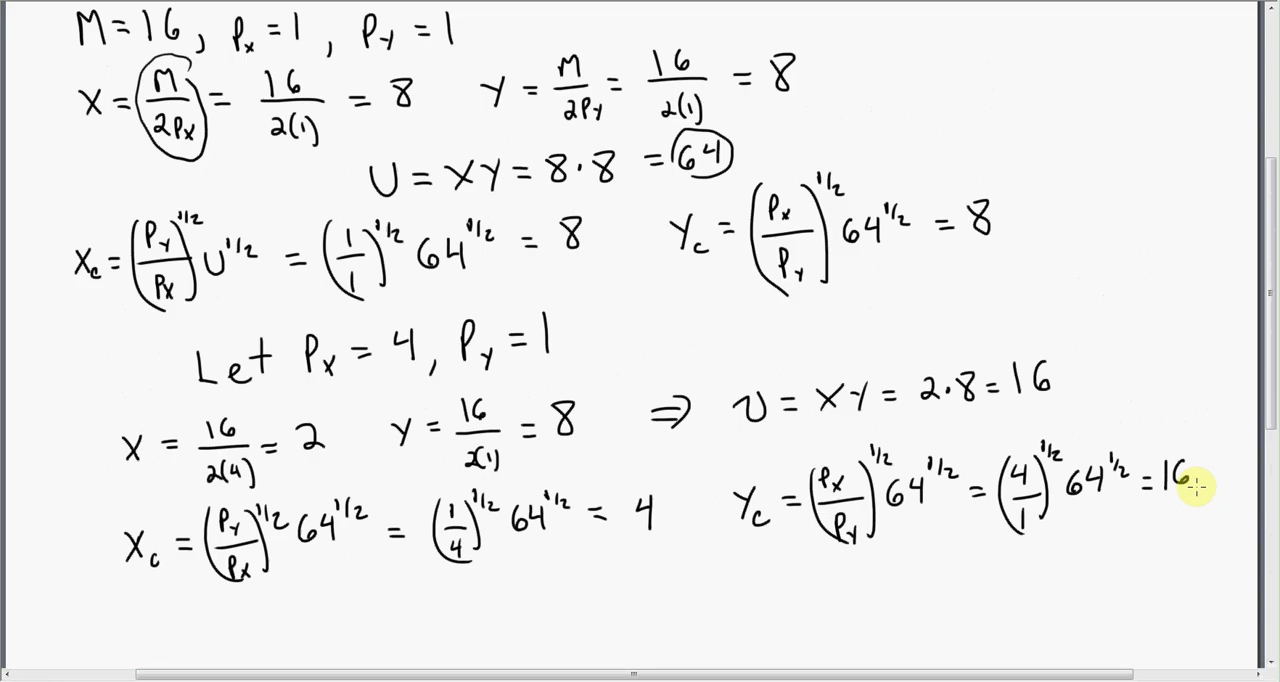 M = 16 , Px = 1 , PY = 1
X = M/2Px = 16/2(1) = 8 Y = M/2PY = 16/2(1) = 8
U = XY = 8·8 = 64
Xc = (PY/Px)^1/2 U^1/2 = (1/1)^1/2 64^1/2 = 8 Yc = (Px/PY)^1/2 64^1/2 = 8
Let Px = 4 , PY = 1
X = 16/2(4) = 2 Y = 16/2(1) = 8 ⇒ U = XY = 2·8 = 16
Xc = (PY/Px)^1/2 64^1/2 = (1/4)^1/2 64^1/2 = 4 Yc = (Px/PY)^1/2 64^1/2 = (4/1)^1/2 64^1/2 = 16